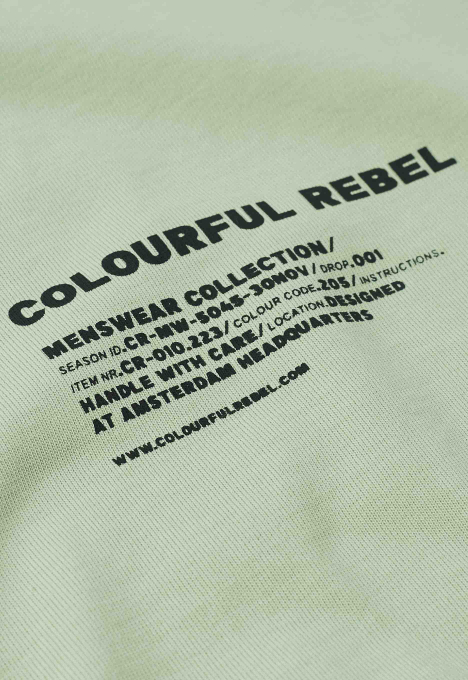 COLOURFUL REBEL
MENSWEAR COLLECTION/
SEASON ID.CR-MW-5045-30MOV/DROP.001
ITEM NR.CR-010.223/COLOUR CODE.205/INSTRUCTIONS.
HANDLE WITH CARE/LOCATION.DESIGNED
AT AMSTERDAM HEADQUARTERS
WWW.COLOURFULREBEL.COM